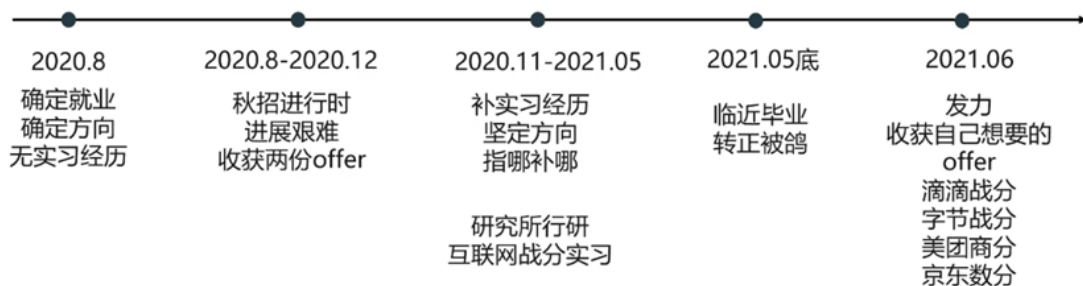 2020.8
确定就业
确定方向
无实习经历
2020.8-2020.12
秋招进行时
进展艰难
收获两份offer
2020.11-2021.05
补实习经历
坚定方向
指哪补哪
研究所行研
互联网战分实习
2021.05底
临近毕业
转正被鸽
2021.06
发力
收获自己想要的
offer
滴滴战分
字节战分
美团商分
京东数分